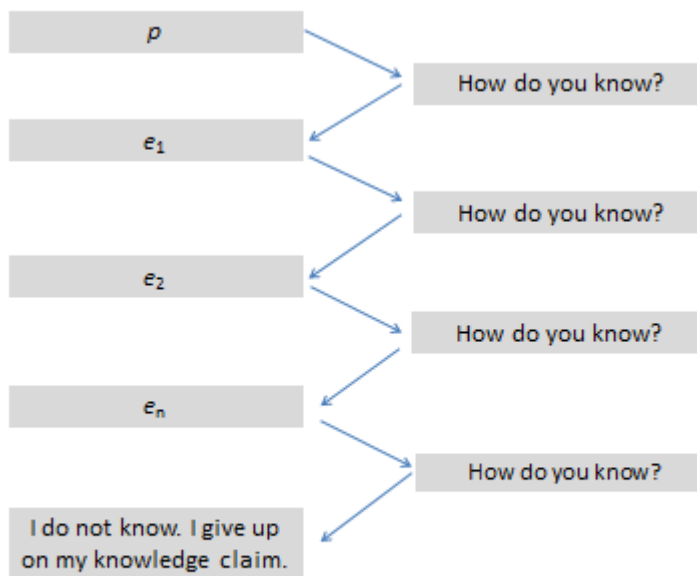 p
How do you know?
e₁
How do you know?
e₂
How do you know?
eₙ
How do you know?
I do not know. I give up
on my knowledge claim.